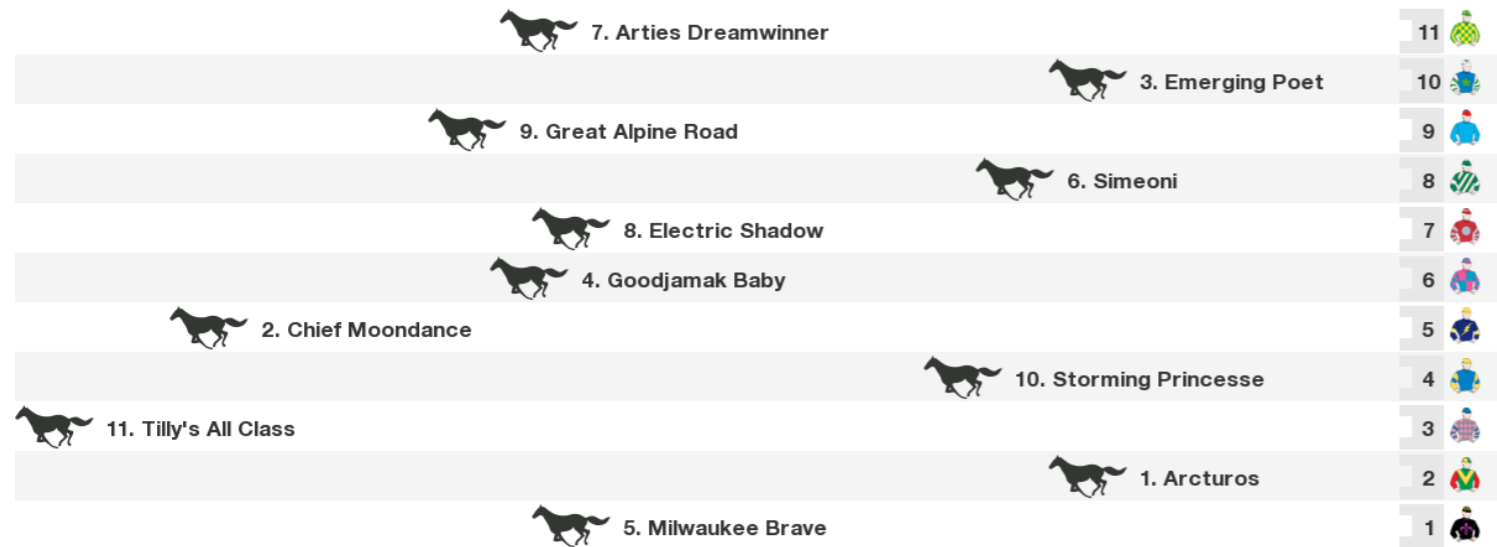 7. Arties Dreamwinner 11
3. Emerging Poet 10
9. Great Alpine Road 9
6. Simeoni 8
8. Electric Shadow 7
4. Goodjamak Baby 6
2. Chief Moondance 5
10. Storming Princesse 4
11. Tilly's All Class 3
1. Arcturos 2
5. Milwaukee Brave 1